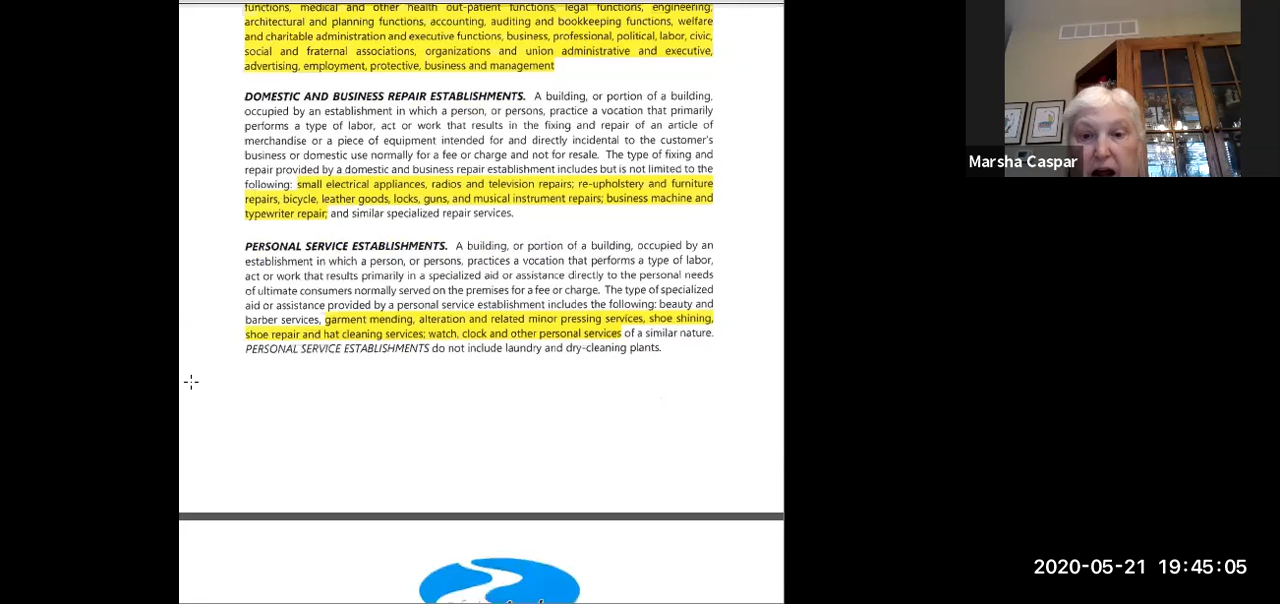 functions, medical and other health out-patient functions, legal functions, engineering,
architectural and planning functions, accounting, auditing and bookkeeping functions, welfare
and charitable administration and executive functions, business, professional, political, labor, civic,
social and fraternal associations, organizations and union administrative and executive,
advertising, employment, protective, business and management
DOMESTIC AND BUSINESS REPAIR ESTABLISHMENTS. A building, or portion of a building,
occupied by an establishment in which a person, or persons, practice a vocation that primarily
performs a type of labor, act or work that results in the fixing and repair of an article of
merchandise or a piece of equipment intended for and directly incidental to the customer's
business or domestic use normally for a fee or charge and not for resale. The type of fixing and
repair provided by a domestic and business repair establishment includes but is not limited to the
following: small electrical appliances, radios and television repairs; re-upholstery and furniture
repairs, bicycle, leather goods, locks, guns, and musical instrument repairs; business machine and
typewriter repair; and similar specialized repair services.
PERSONAL SERVICE ESTABLISHMENTS. A building, or portion of a building, occupied by an
establishment in which a person, or persons, practices a vocation that performs a type of labor,
act or work that results primarily in a specialized aid or assistance directly to the personal needs
of ultimate consumers normally served on the premises for a fee or charge. The type of specialized
aid or assistance provided by a personal service establishment includes the following: beauty and
barber services, garment mending, alteration and related minor pressing services, shoe shining,
shoe repair and hat cleaning services; watch, clock and other personal services of a similar nature.
PERSONAL SERVICE ESTABLISHMENTS do not include laundry and dry-cleaning plants.
Marsha Caspar
2020-05-21 19:45:05